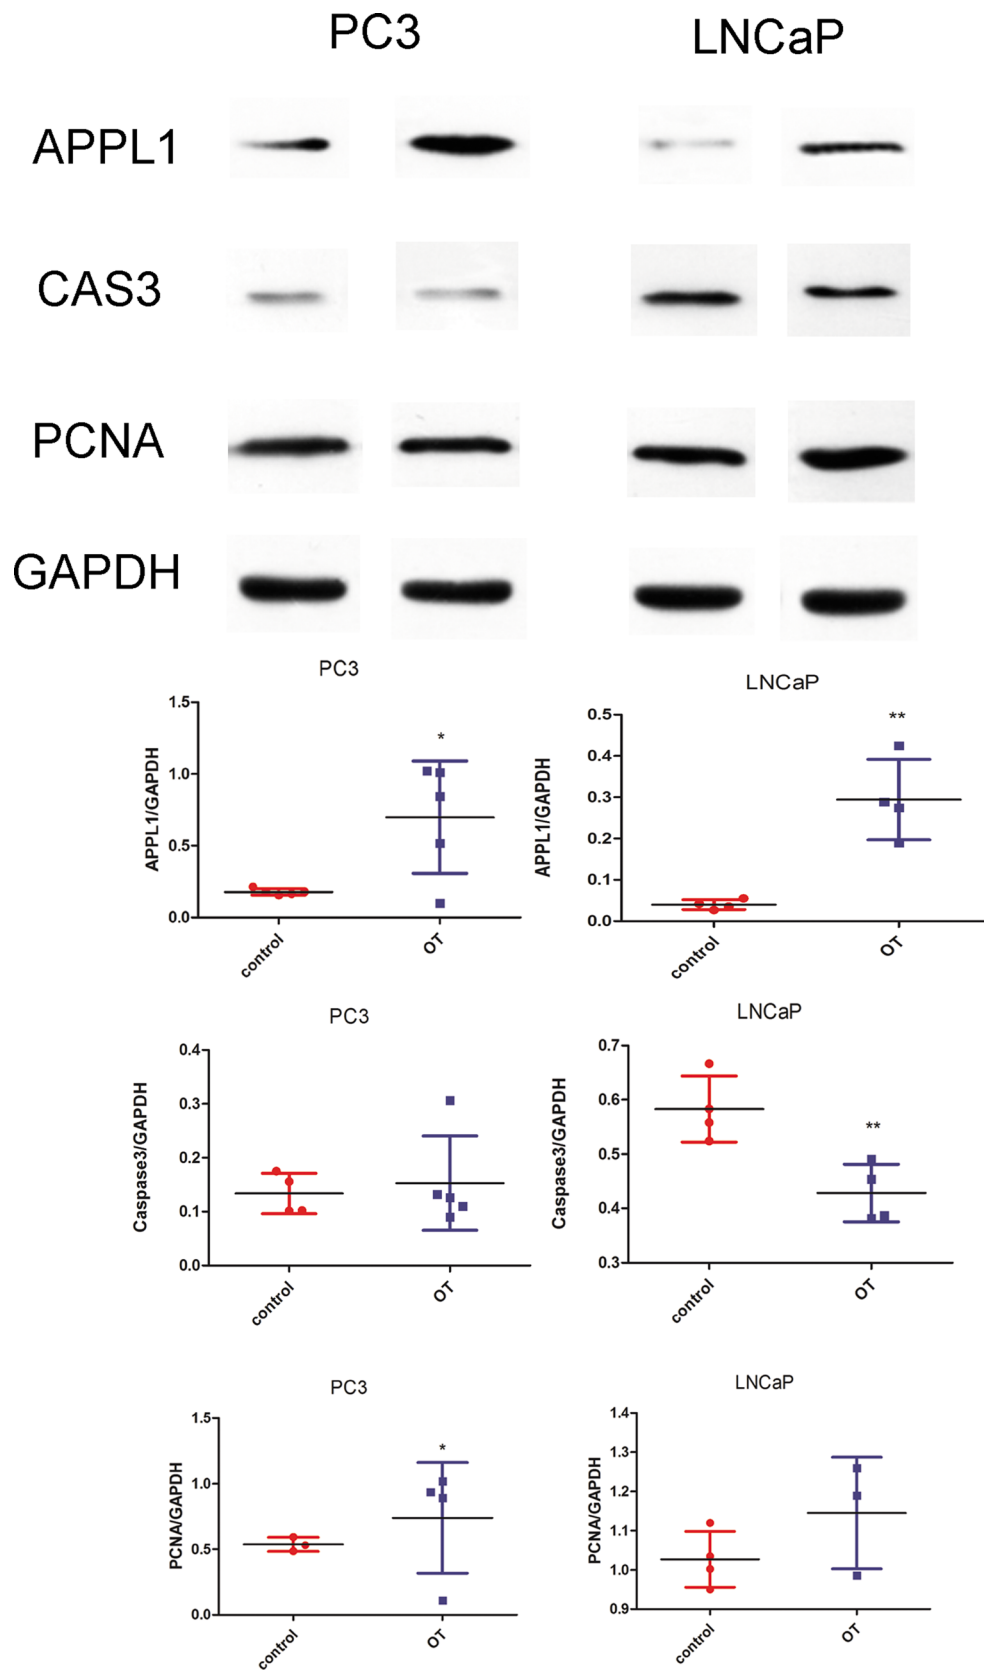 PC3 LNCaP
APPL1
CAS3
PCNA
GAPDH
PC3
1.5
1.0
0.5
0.0
APPL1/GAPDH
*
control
OT
LNCaP
0.5
0.4
0.3
0.2
0.1
0.0
APPL1/GAPDH
**
control
OT
PC3
0.4
0.3
0.2
0.1
0.0
Caspase3/GAPDH
control
OT
LNCaP
0.7
0.6
0.5
0.4
0.3
Caspase3/GAPDH
**
control
OT
PC3
1.5
1.0
0.5
0.0
PCNA/GAPDH
*
control
OT
LNCaP
1.4
1.3
1.2
1.1
1.0
0.9
PCNA/GAPDH
control
OT